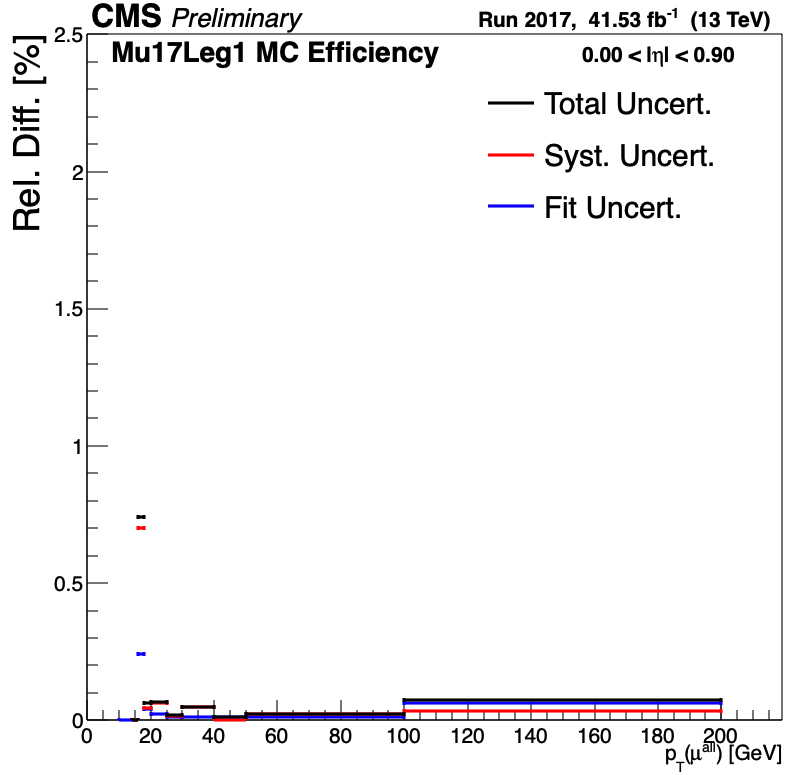 CMS Preliminary Run 2017, 41.53 fb⁻¹ (13 TeV)
Mu17Leg1 MC Efficiency 0.00 < |η| < 0.90
Total Uncert.
Syst. Uncert.
Fit Uncert.
Rel. Diff. [%]
2.5
2
1.5
1
0.5
0
0 20 40 60 80 100 120 140 160 180 200
p_T(μ^all) [GeV]